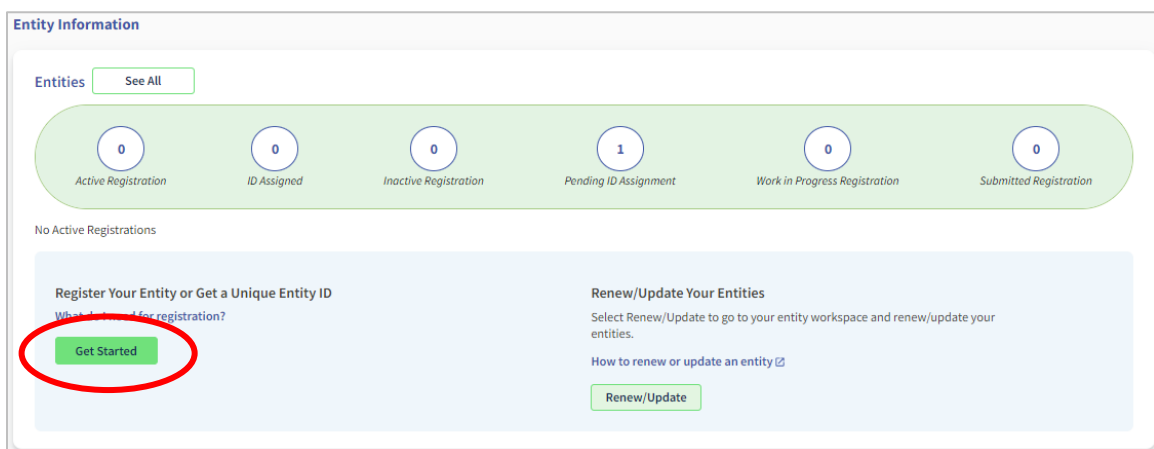 Entity Information
Entities
See All
0
0
0
1
0
0
Active Registration
ID Assigned
Inactive Registration
Pending ID Assignment
Work in Progress Registration
Submitted Registration
No Active Registrations
Register Your Entity or Get a Unique Entity ID
What do I need for registration?
Get Started
Renew/Update Your Entities
Select Renew/Update to go to your entity workspace and renew/update your
entities.
How to renew or update an entity
Renew/Update